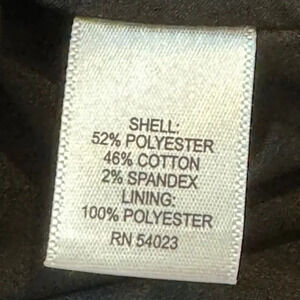 SHELL:
52% POLYESTER
46% COTTON
2% SPANDEX
LINING:
100% POLYESTER
RN 54023